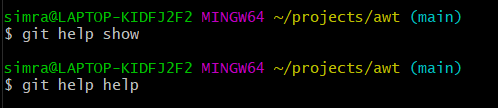 simra@LAPTOP-KIDFJ2F2 MINGW64 ~/projects/awt (main)
$ git help show
simra@LAPTOP-KIDFJ2F2 MINGW64 ~/projects/awt (main)
$ git help help